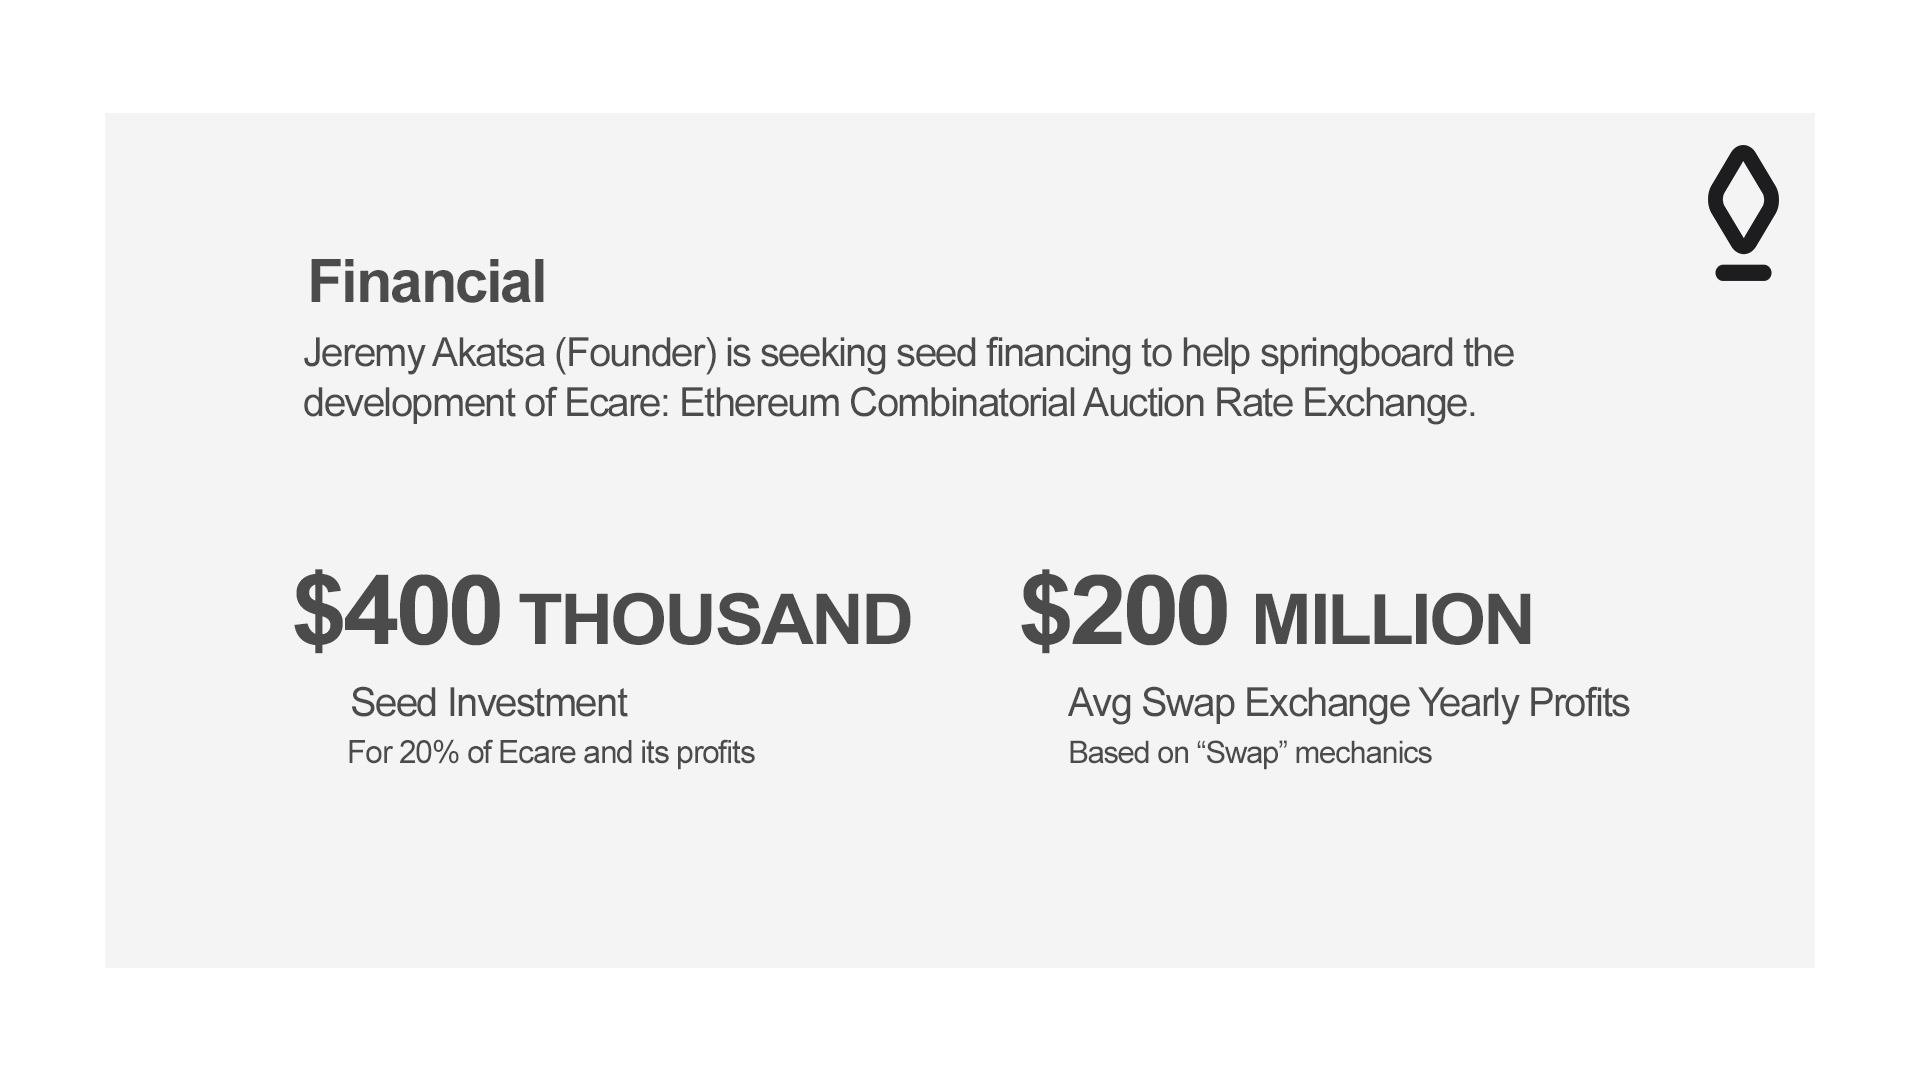 Financial
Jeremy Akatsa (Founder) is seeking seed financing to help springboard the
development of Ecare: Ethereum Combinatorial Auction Rate Exchange.
$400 THOUSAND
Seed Investment
For 20% of Ecare and its profits
$200 MILLION
Avg Swap Exchange Yearly Profits
Based on “Swap” mechanics